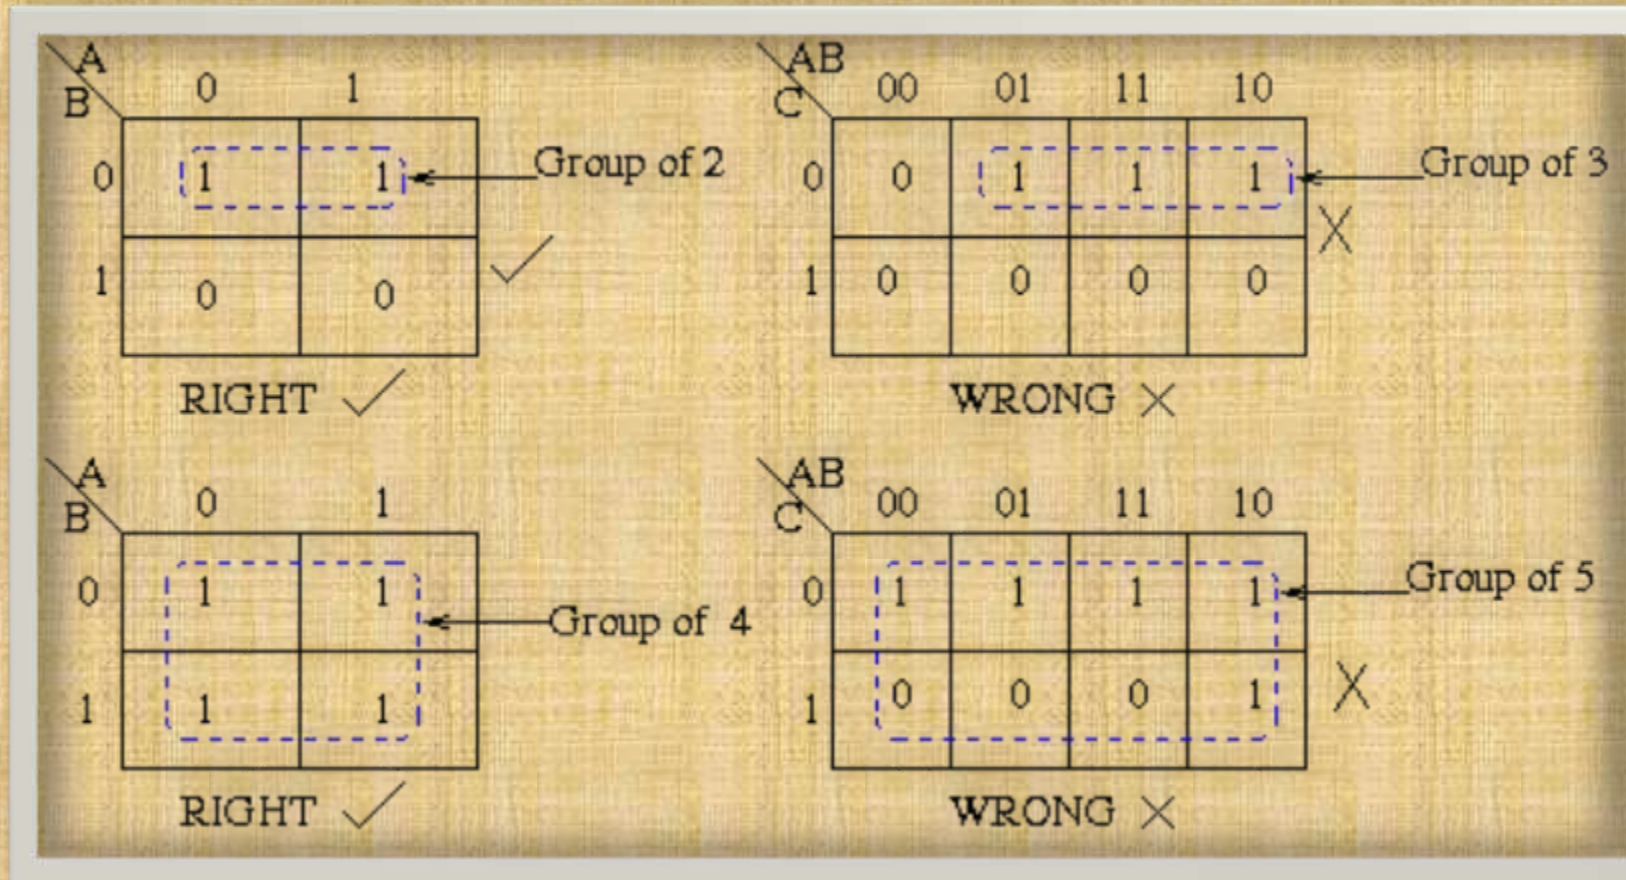 A
B
0 1
0 1 1 Group of 2
1 0 0
RIGHT
AB
C
00 01 11 10
0 0 1 1 1 Group of 3
1 0 0 0 0
WRONG
A
B
0 1
0 1 1
Group of 4
1 1 1
RIGHT
AB
C
00 01 11 10
0 1 1 1 1 Group of 5
1 0 0 0 1
WRONG